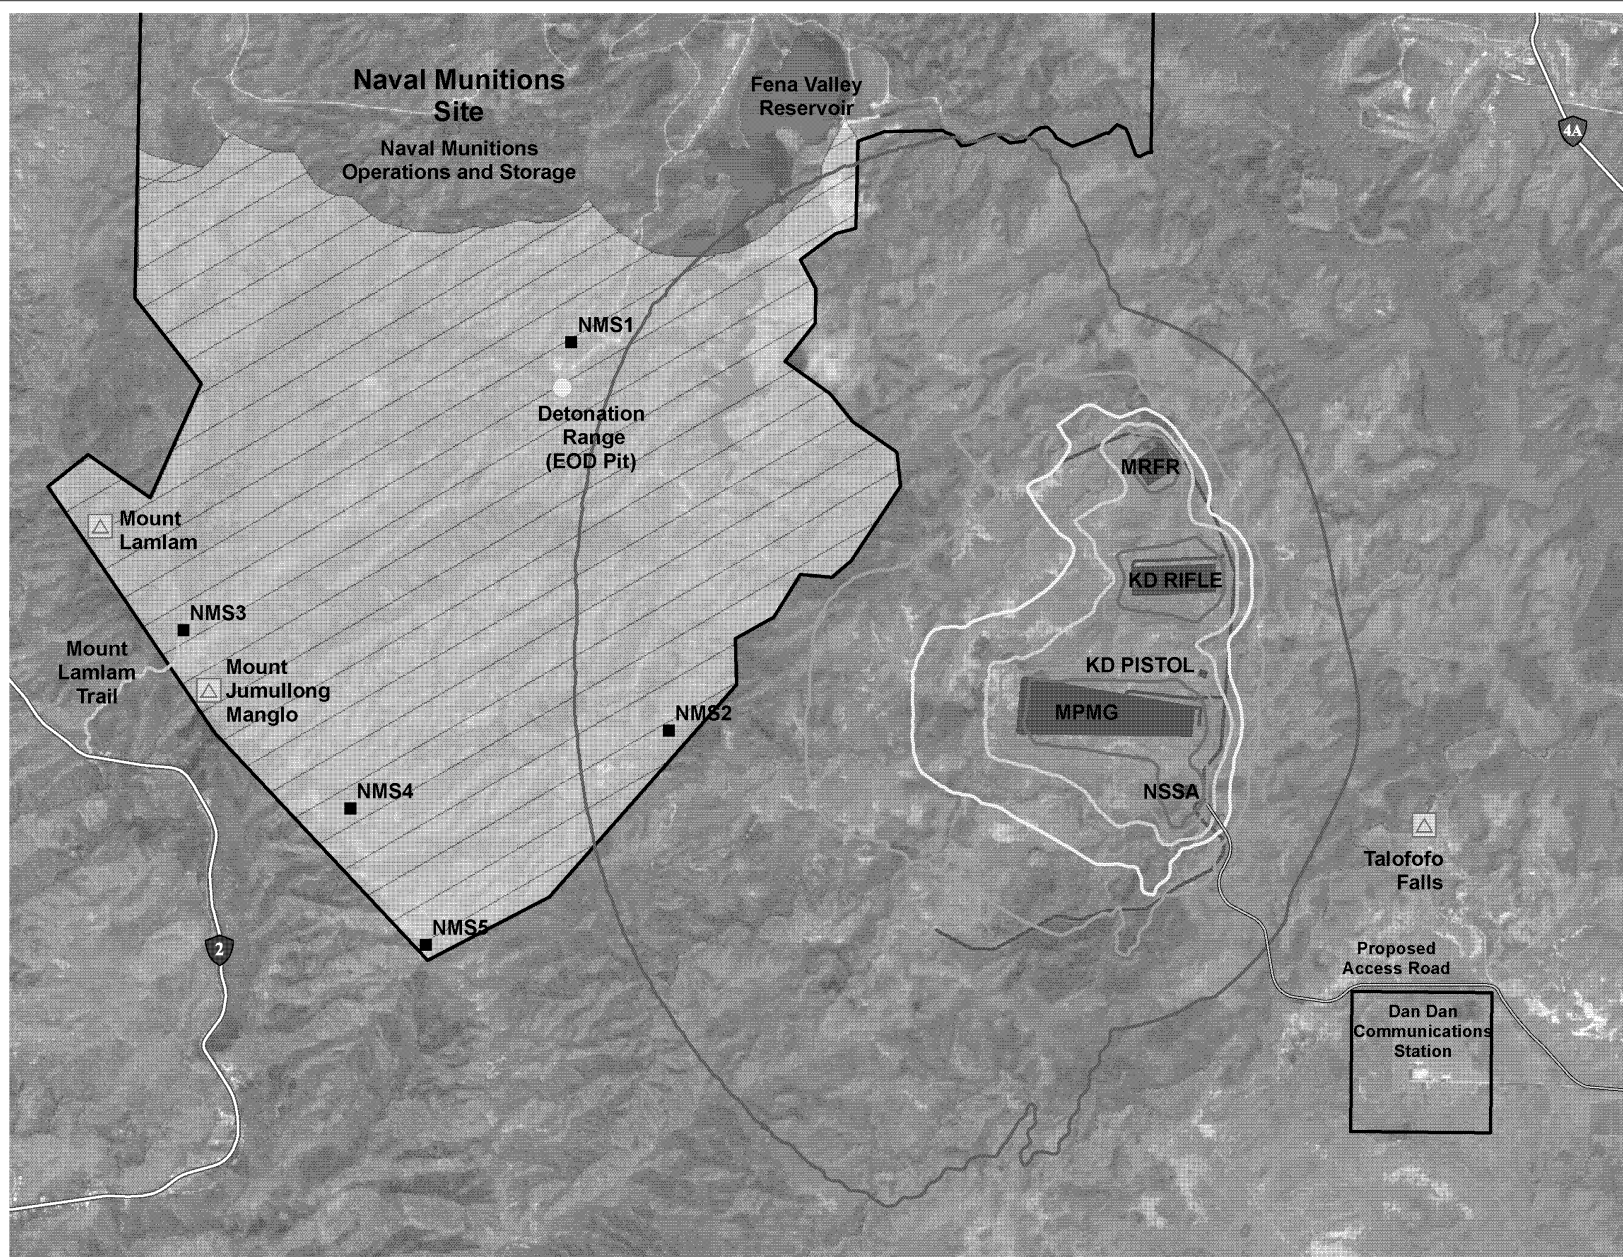 Naval Munitions
Site
Naval Munitions
Operations and Storage
Fena Valley
Reservoir
4A
NMS1
Detonation
Range
(EOD Pit)
MRFR
Mount
Lamlam
KD RIFLE
NMS3
Mount
Lamlam
Trail
Mount
Jumullong
Manglo
KD PISTOL
MPMG
NMS2
NMS4
NSSA
Talofofo
Falls
NMS5
2
Proposed
Access Road
Dan Dan
Communications
Station